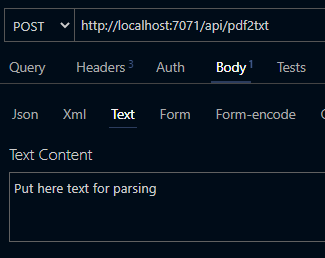 POST http://localhost:7071/api/pdf2txt
Query Headers 3 Auth Body 1 Tests
Json Xml Text Form Form-encode
Text Content
Put here text for parsing